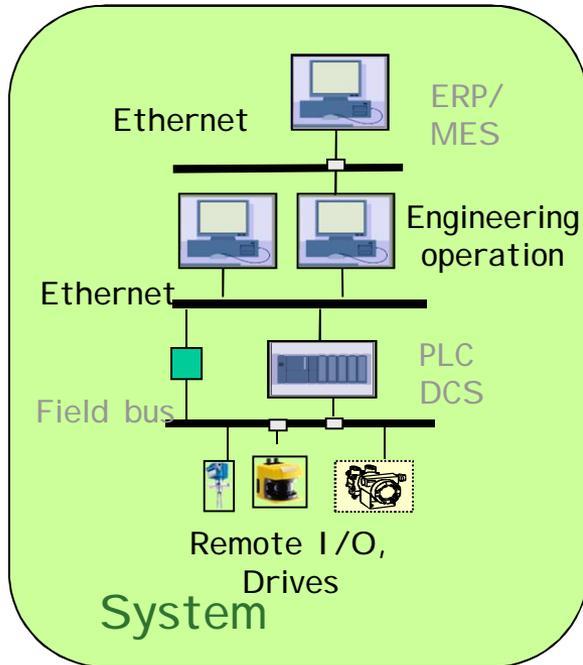 Ethernet
ERP/
MES
Engineering
operation
Ethernet
PLC
DCS
Field bus
Remote I/O,
Drives
System